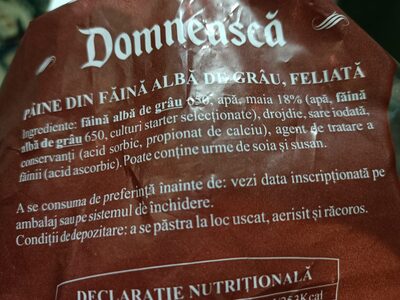 Domnească
PÂINE DIN FĂINĂ ALBĂ DE GRÂU, FELIATĂ
Ingrediente: făină albă de grâu 650, apă, maia 18% (apă, făină
albă de grâu 650, culturi starter selecționate), drojdie, sare iodată,
conservanți (acid sorbic, propionat de calciu), agent de tratare a
făinii (acid ascorbic). Poate conține urme de soia și susan.
A se consuma de preferință înainte de: vezi data inscripționată pe
ambalaj sau pe sistemul de închidere.
Condiții de depozitare: a se păstra la loc uscat, aerisit și răcoros.
DECLARAȚIE NUTRIȚIONALĂ